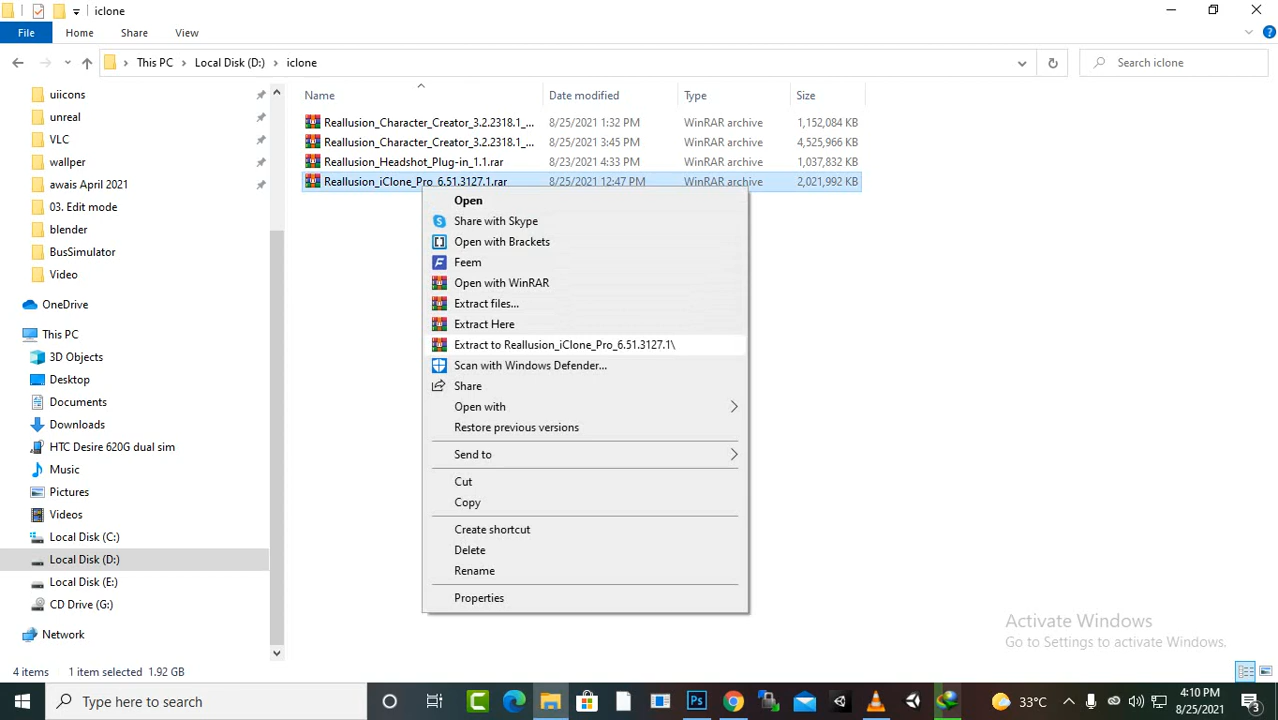 iclone
File
Home
Share
View
This PC
Local Disk (D:)
iclone
Search iclone
Name
Date modified
Type
Size
uiicons
unreal
VLC
wallper
awais April 2021
03. Edit mode
blender
BusSimulator
Video
OneDrive
This PC
3D Objects
Desktop
Documents
Downloads
HTC Desire 620G dual sim
Music
Pictures
Videos
Local Disk (C:)
Local Disk (D:)
Local Disk (E:)
CD Drive (G:)
Network
Reallusion_Character_Creator_3.2.2318.1_... 8/25/2021 1:32 PM WinRAR archive 1,152,084 KB
Reallusion_Character_Creator_3.2.2318.1_... 8/25/2021 3:45 PM WinRAR archive 4,525,966 KB
Reallusion_Headshot_Plug-in_1.1.rar 8/23/2021 4:33 PM WinRAR archive 1,037,832 KB
Reallusion_iClone_Pro_6.51.3127.1.rar 8/25/2021 12:47 PM WinRAR archive 2,021,992 KB
Open
Share with Skype
Open with Brackets
Feem
Open with WinRAR
Extract files...
Extract Here
Extract to Reallusion_iClone_Pro_6.51.3127.1\
Scan with Windows Defender...
Share
Open with
Restore previous versions
Send to
Cut
Copy
Create shortcut
Delete
Rename
Properties
Activate Windows
Go to Settings to activate Windows.
4 items
1 item selected 1.92 GB
Type here to search
33°C
4:10 PM
8/25/2021
3